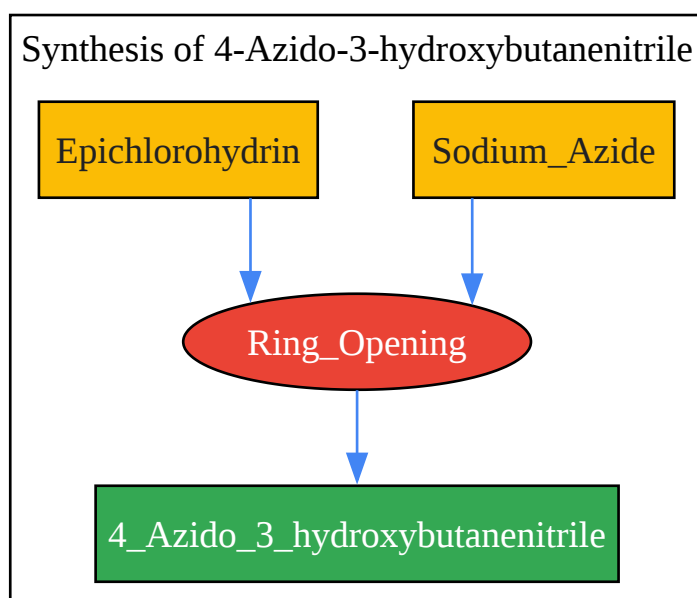 Synthesis of 4-Azido-3-hydroxybutanenitrile
Epichlorohydrin
Sodium_Azide
Ring_Opening
4_Azido_3_hydroxybutanenitrile